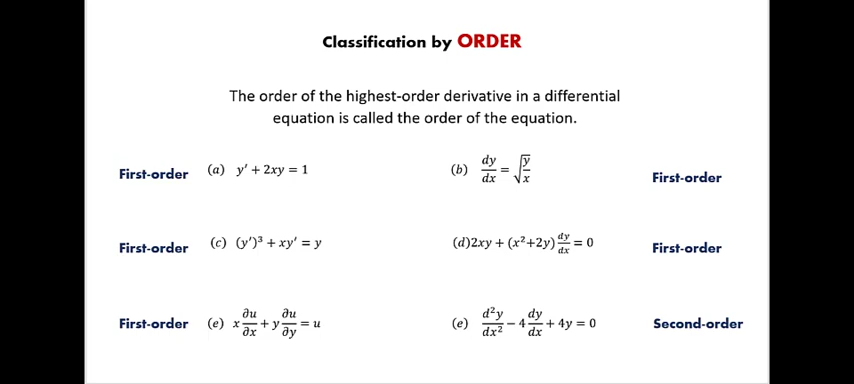 Classification by ORDER
The order of the highest-order derivative in a differential
equation is called the order of the equation.
First-order (a) y′ + 2xy = 1 (b) dy/dx = √(y/x) First-order
First-order (c) (y′)³ + xy′ = y (d)2xy + (x²+2y) dy/dx = 0 First-order
First-order (e) x ∂u/∂x + y ∂u/∂y = u (e) d²y/dx² − 4 dy/dx + 4y = 0 Second-order